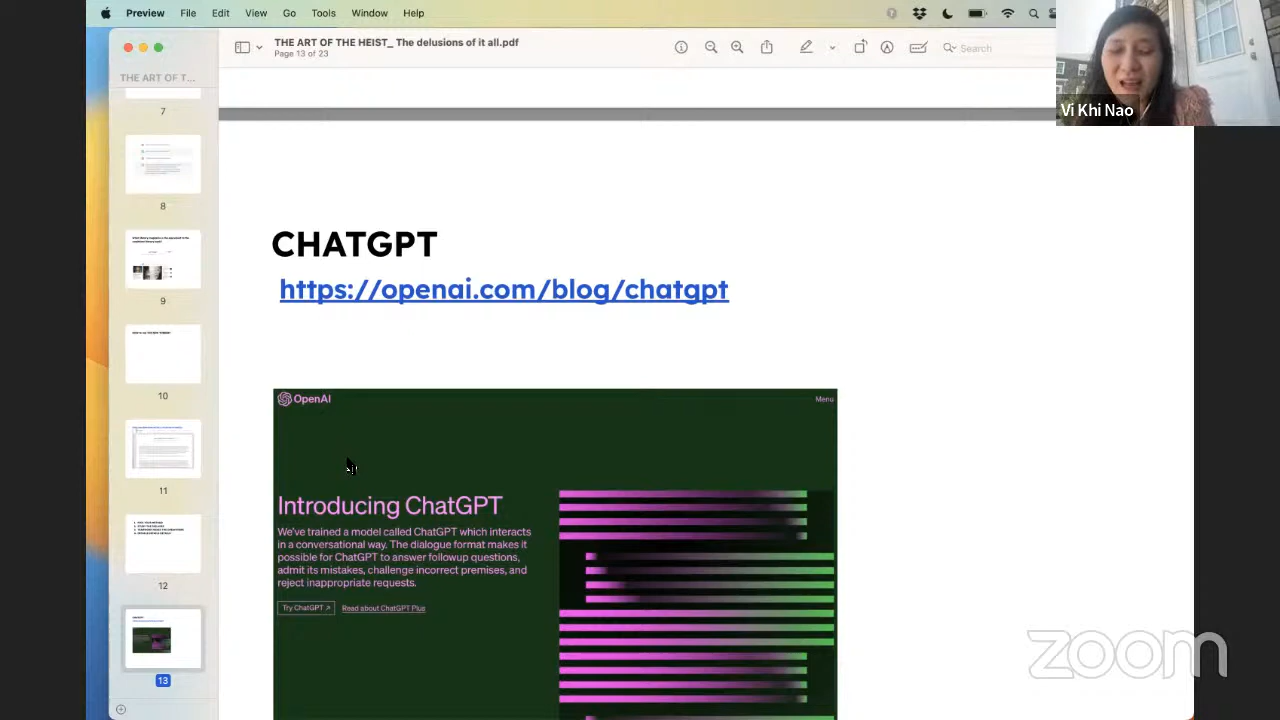 Preview File Edit View Go Tools Window Help
THE ART OF THE HEIST_ The delusions of it all.pdf
Page 13 of 23
Search
Vi Khi Nao
THE ART OF T...
7
8
9
10
11
12
13
CHATGPT
https://openai.com/blog/chatgpt
OpenAI
Menu
Introducing ChatGPT
We've trained a model called ChatGPT which interacts
in a conversational way. The dialogue format makes it
possible for ChatGPT to answer followup questions,
admit its mistakes, challenge incorrect premises, and
reject inappropriate requests.
Try ChatGPT ↗ Read about ChatGPT Plus
zoom